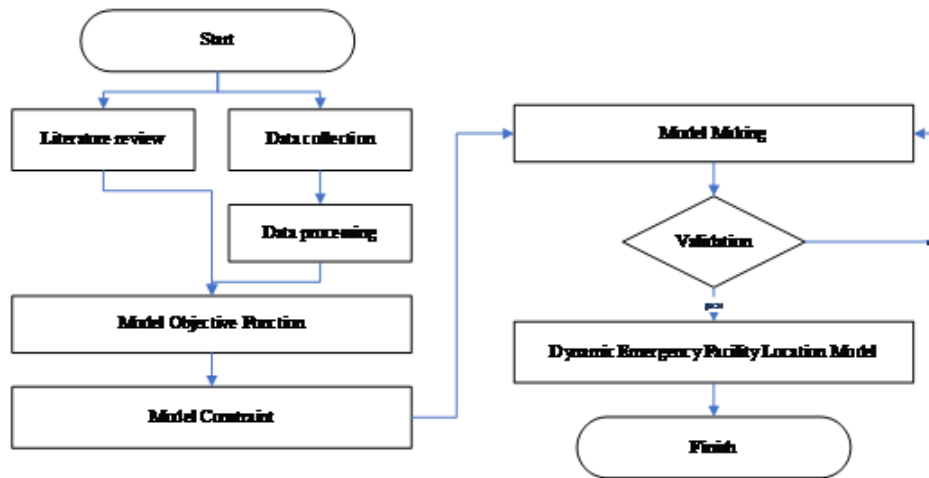 Start
Literature review
Data collection
Data processing
Model Objective Function
Model Constraint
Model Making
Validation
Dynamic Emergency Facility Location Model
Finish